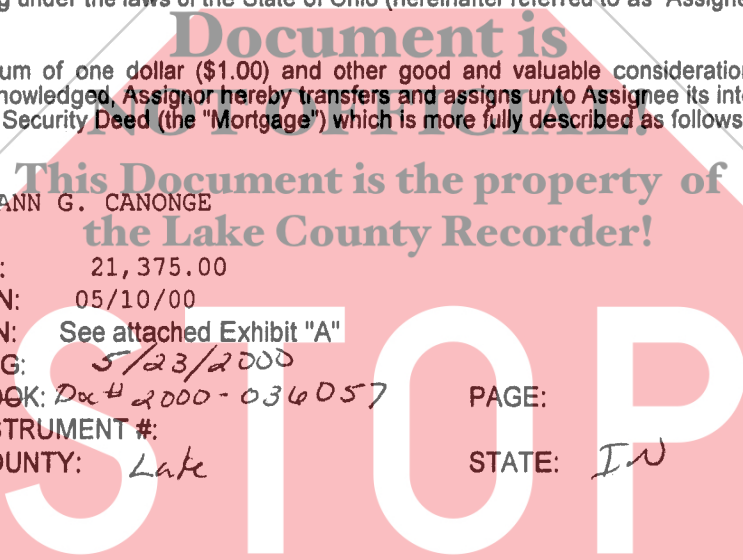 g under the laws of the State of Ohio (hereinafter referred to as "Assigne
Document is
um of one dollar ($1.00) and other good and valuable consideration
nowledged, Assignor hereby transfers and assigns unto Assignee its inte
NOT OFFICIAL!
Security Deed (the "Mortgage") which is more fully described as follows
This Document is the property of
ANN G. CANONGE
the Lake County Recorder!
: 21,375.00
N: 05/10/00
N: See attached Exhibit "A"
G: 5/23/2000
OOK: Doc# 2000-036057 PAGE:
STRUMENT #:
OUNTY: Lake STATE: IN
STOP